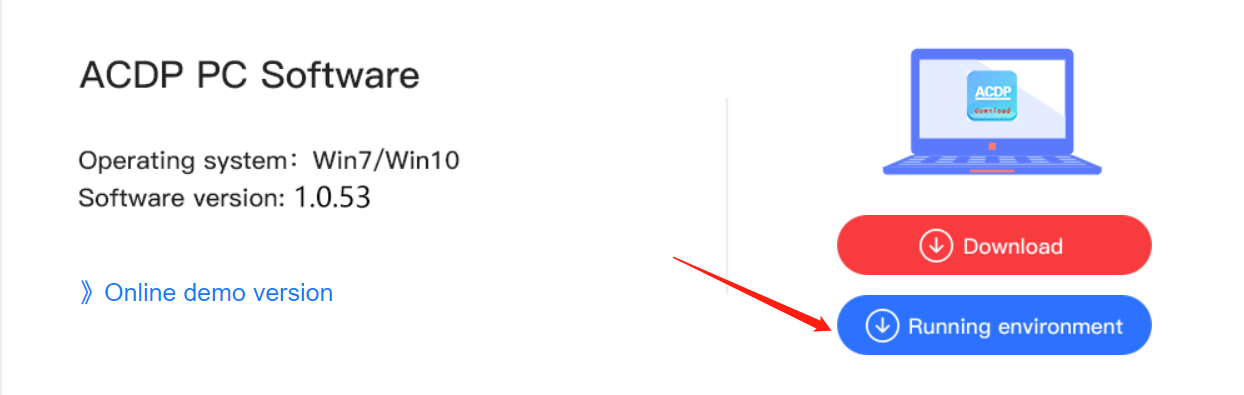 ACDP PC Software
Operating system：Win7/Win10
Software version: 1.0.53
》Online demo version
ACDP
download
Download
Running environment